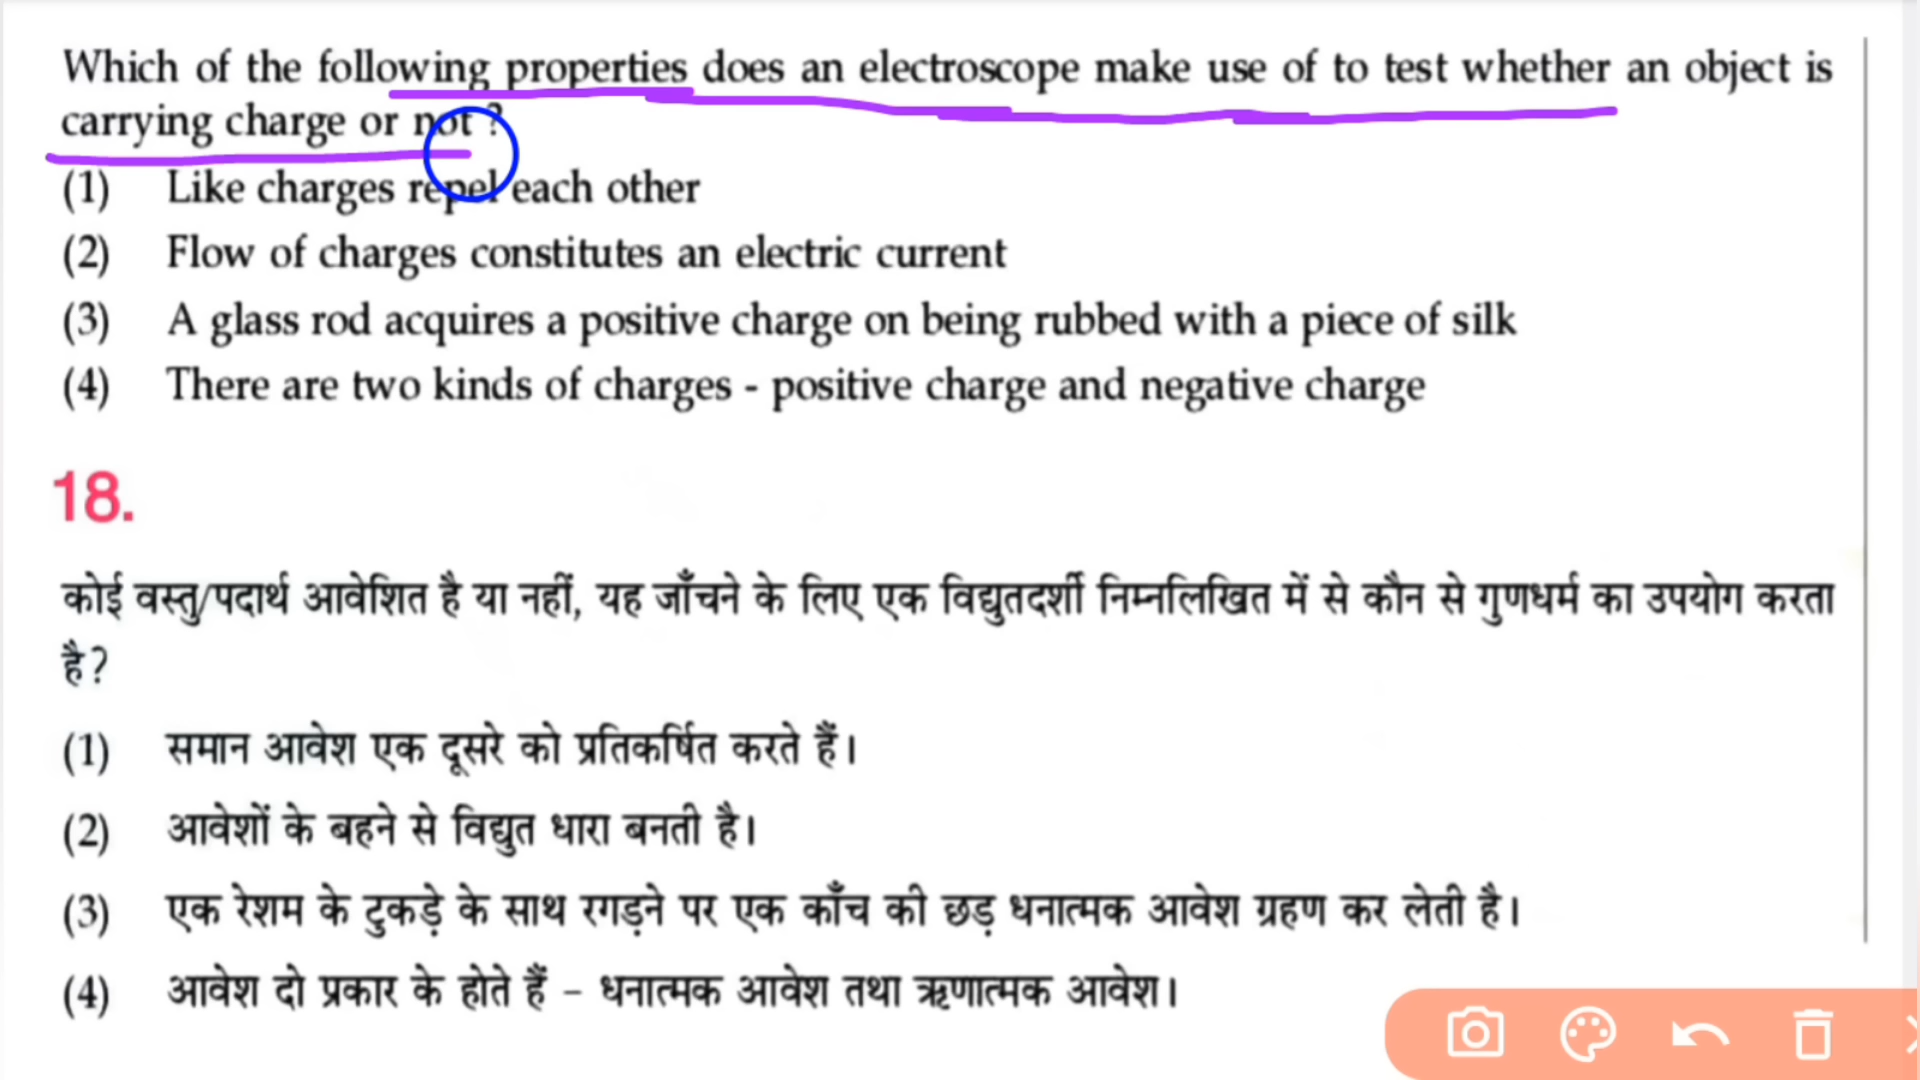 Which of the following properties does an electroscope make use of to test whether an object is
carrying charge or not ?
(1) Like charges repel each other
(2) Flow of charges constitutes an electric current
(3) A glass rod acquires a positive charge on being rubbed with a piece of silk
(4) There are two kinds of charges - positive charge and negative charge
18.
कोई वस्तु/पदार्थ आवेशित है या नहीं, यह जाँचने के लिए एक विद्युतदर्शी निम्नलिखित में से कौन से गुणधर्म का उपयोग करता
है?
(1) समान आवेश एक दूसरे को प्रतिकर्षित करते हैं।
(2) आवेशों के बहने से विद्युत धारा बनती है।
(3) एक रेशम के टुकड़े के साथ रगड़ने पर एक काँच की छड़ धनात्मक आवेश ग्रहण कर लेती है।
(4) आवेश दो प्रकार के होते हैं – धनात्मक आवेश तथा ऋणात्मक आवेश।